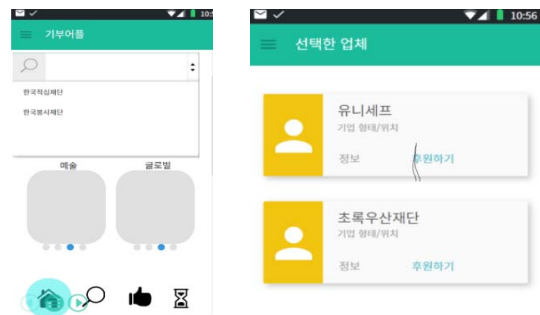 기부어플
한국적십재단
한국봉사재단
예술
글로벌
10:56
선택한 업체
유니세프
기업 형태/위치
정보
후원하기
초록우산재단
기업 형태/위치
정보
후원하기